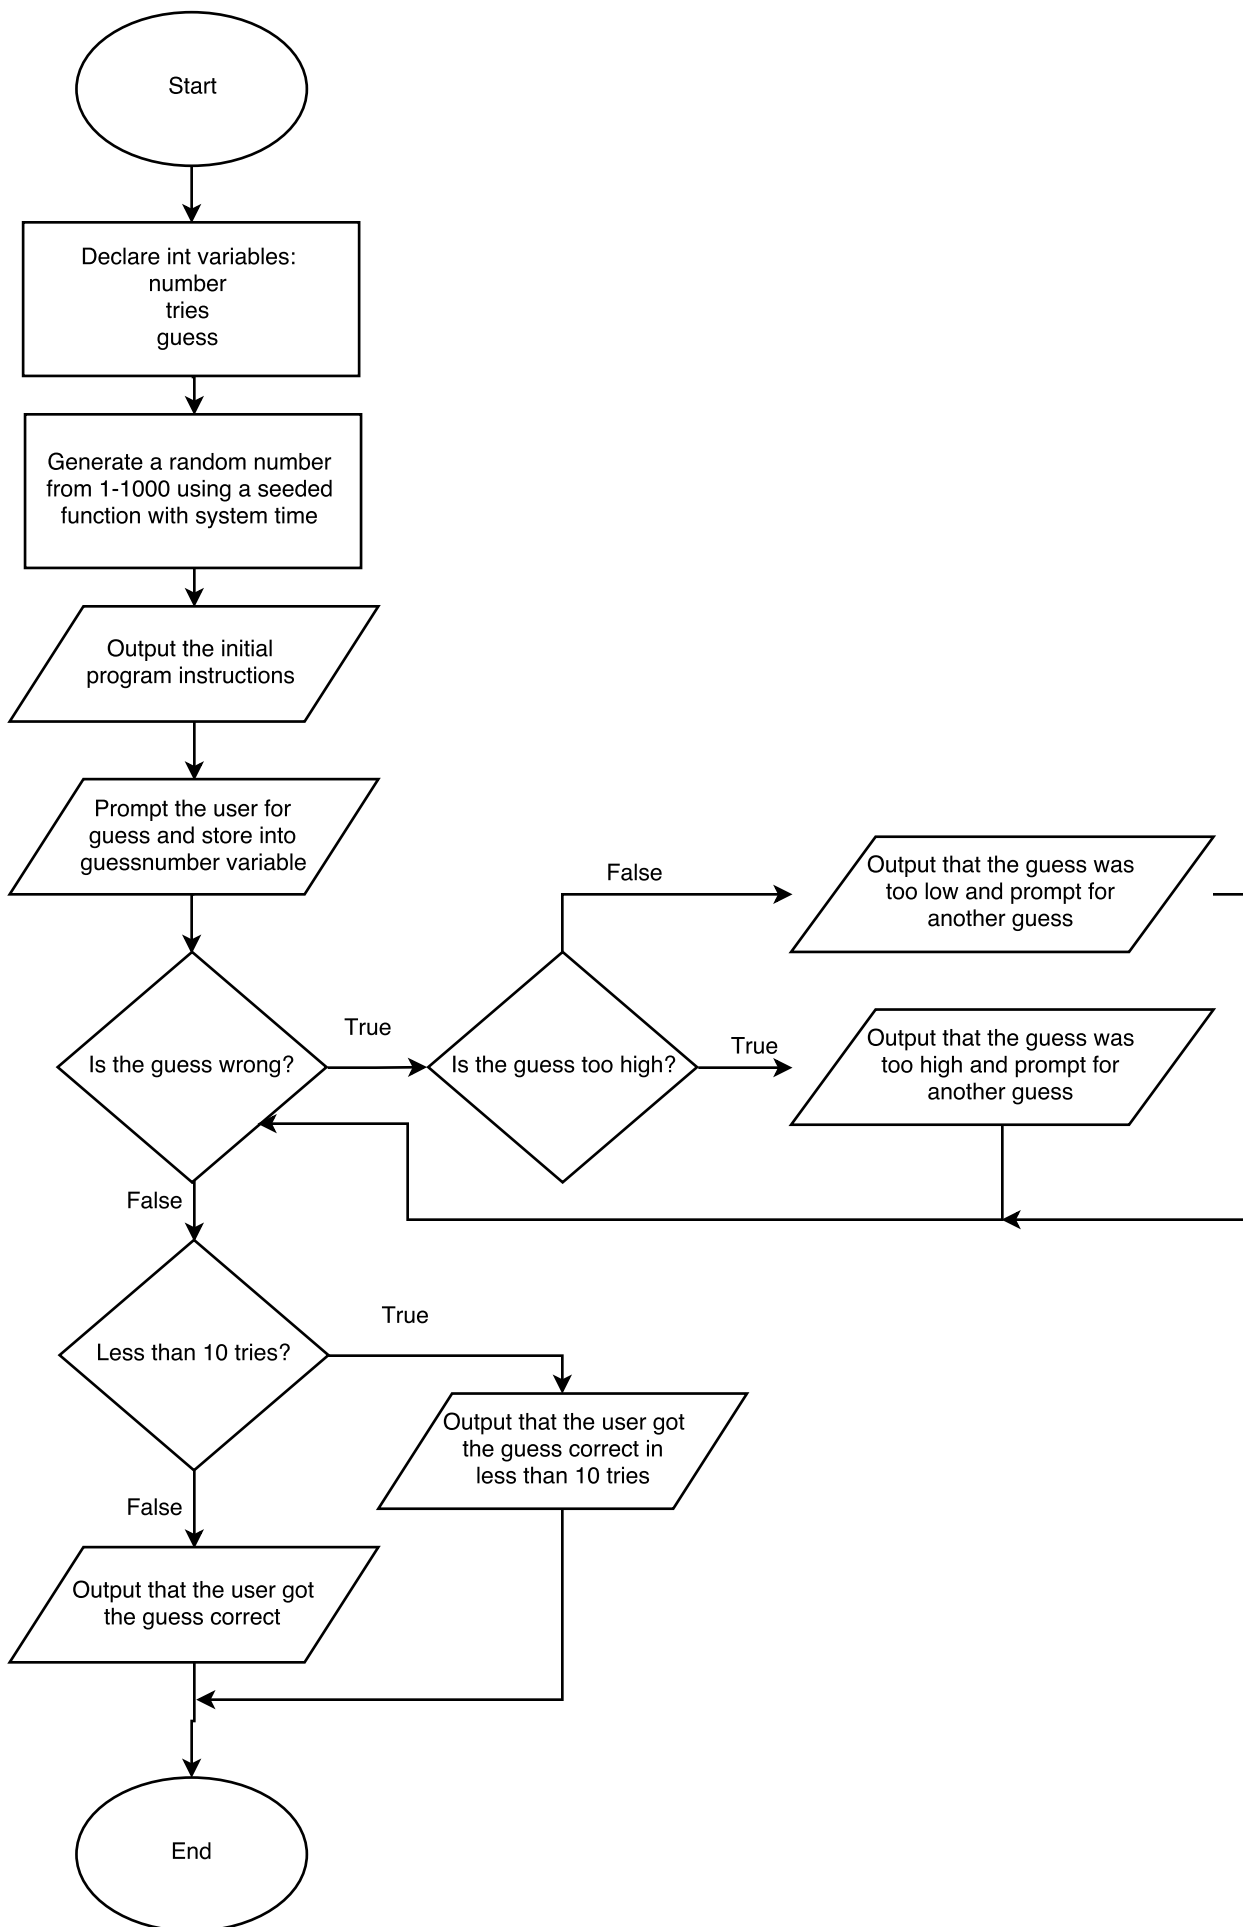 Start
Declare int variables:
number
tries
guess
Generate a random number
from 1-1000 using a seeded
function with system time
Output the initial
program instructions
Prompt the user for
guess and store into
guessnumber variable
False
Output that the guess was
too low and prompt for
another guess
Is the guess wrong?
True
Is the guess too high?
True
Output that the guess was
too high and prompt for
another guess
False
Less than 10 tries?
True
Output that the user got
the guess correct in
less than 10 tries
False
Output that the user got
the guess correct
End